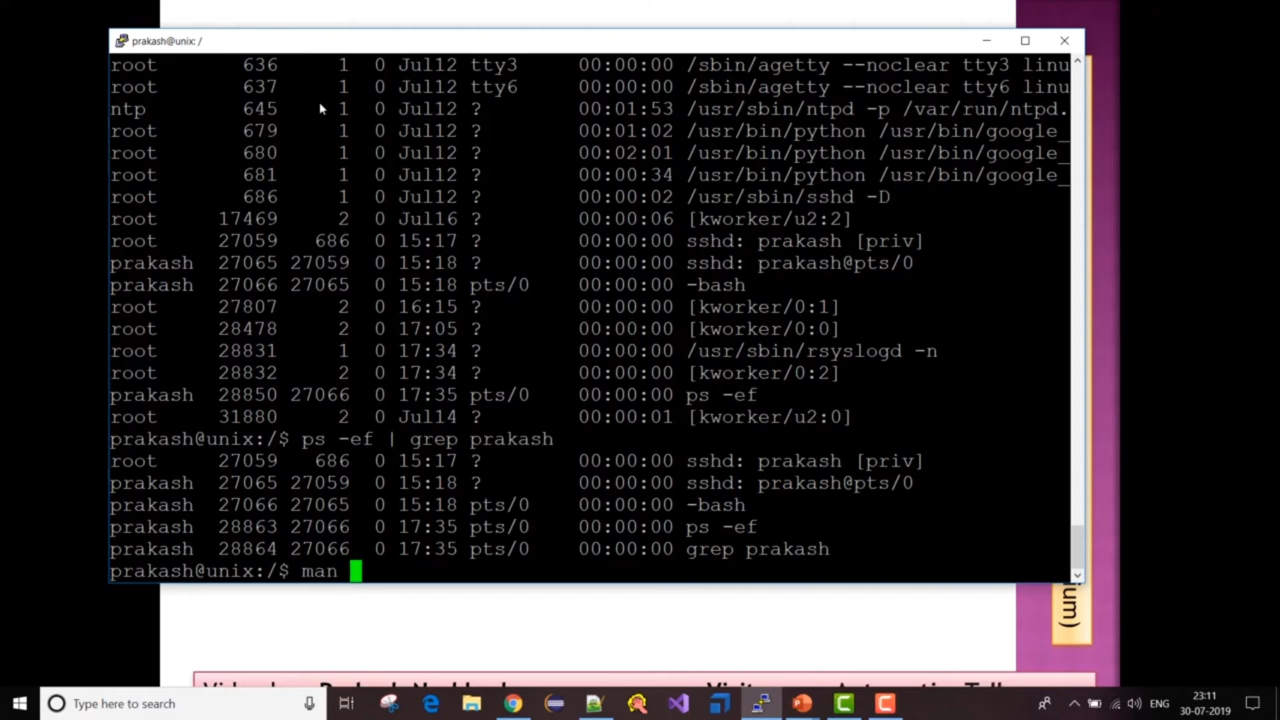 prakash@unix: /
root 636 1 0 Jul12 tty3 00:00:00 /sbin/agetty --noclear tty3 linu
root 637 1 0 Jul12 tty6 00:00:00 /sbin/agetty --noclear tty6 linu
ntp 645 1 0 Jul12 ? 00:01:53 /usr/sbin/ntpd -p /var/run/ntpd.
root 679 1 0 Jul12 ? 00:01:02 /usr/bin/python /usr/bin/google_
root 680 1 0 Jul12 ? 00:02:01 /usr/bin/python /usr/bin/google_
root 681 1 0 Jul12 ? 00:00:34 /usr/bin/python /usr/bin/google_
root 686 1 0 Jul12 ? 00:00:02 /usr/sbin/sshd -D
root 17469 2 0 Jul16 ? 00:00:06 [kworker/u2:2]
root 27059 686 0 15:17 ? 00:00:00 sshd: prakash [priv]
prakash 27065 27059 0 15:18 ? 00:00:00 sshd: prakash@pts/0
prakash 27066 27065 0 15:18 pts/0 00:00:00 -bash
root 27807 2 0 16:15 ? 00:00:00 [kworker/0:1]
root 28478 2 0 17:05 ? 00:00:00 [kworker/0:0]
root 28831 1 0 17:34 ? 00:00:00 /usr/sbin/rsyslogd -n
root 28832 2 0 17:34 ? 00:00:00 [kworker/0:2]
prakash 28850 27066 0 17:35 pts/0 00:00:00 ps -ef
root 31880 2 0 Jul14 ? 00:00:01 [kworker/u2:0]
prakash@unix:/$ ps -ef | grep prakash
root 27059 686 0 15:17 ? 00:00:00 sshd: prakash [priv]
prakash 27065 27059 0 15:18 ? 00:00:00 sshd: prakash@pts/0
prakash 27066 27065 0 15:18 pts/0 00:00:00 -bash
prakash 28863 27066 0 17:35 pts/0 00:00:00 ps -ef
prakash 28864 27066 0 17:35 pts/0 00:00:00 grep prakash
prakash@unix:/$ man
ium)
Type here to search
ENG
23:11
30-07-2019